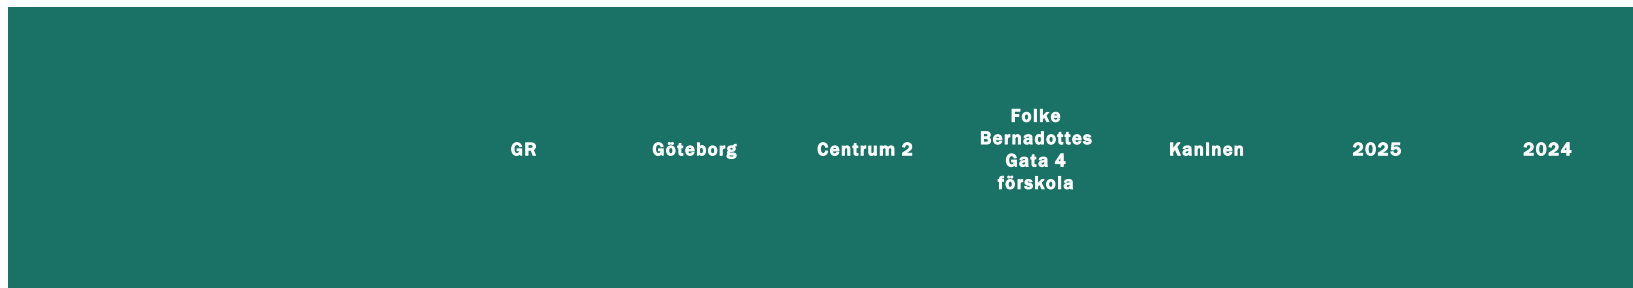 GR
Göteborg
Centrum 2
Folke
Bernadottes
Gata 4
förskola
Kaninen
2025
2024